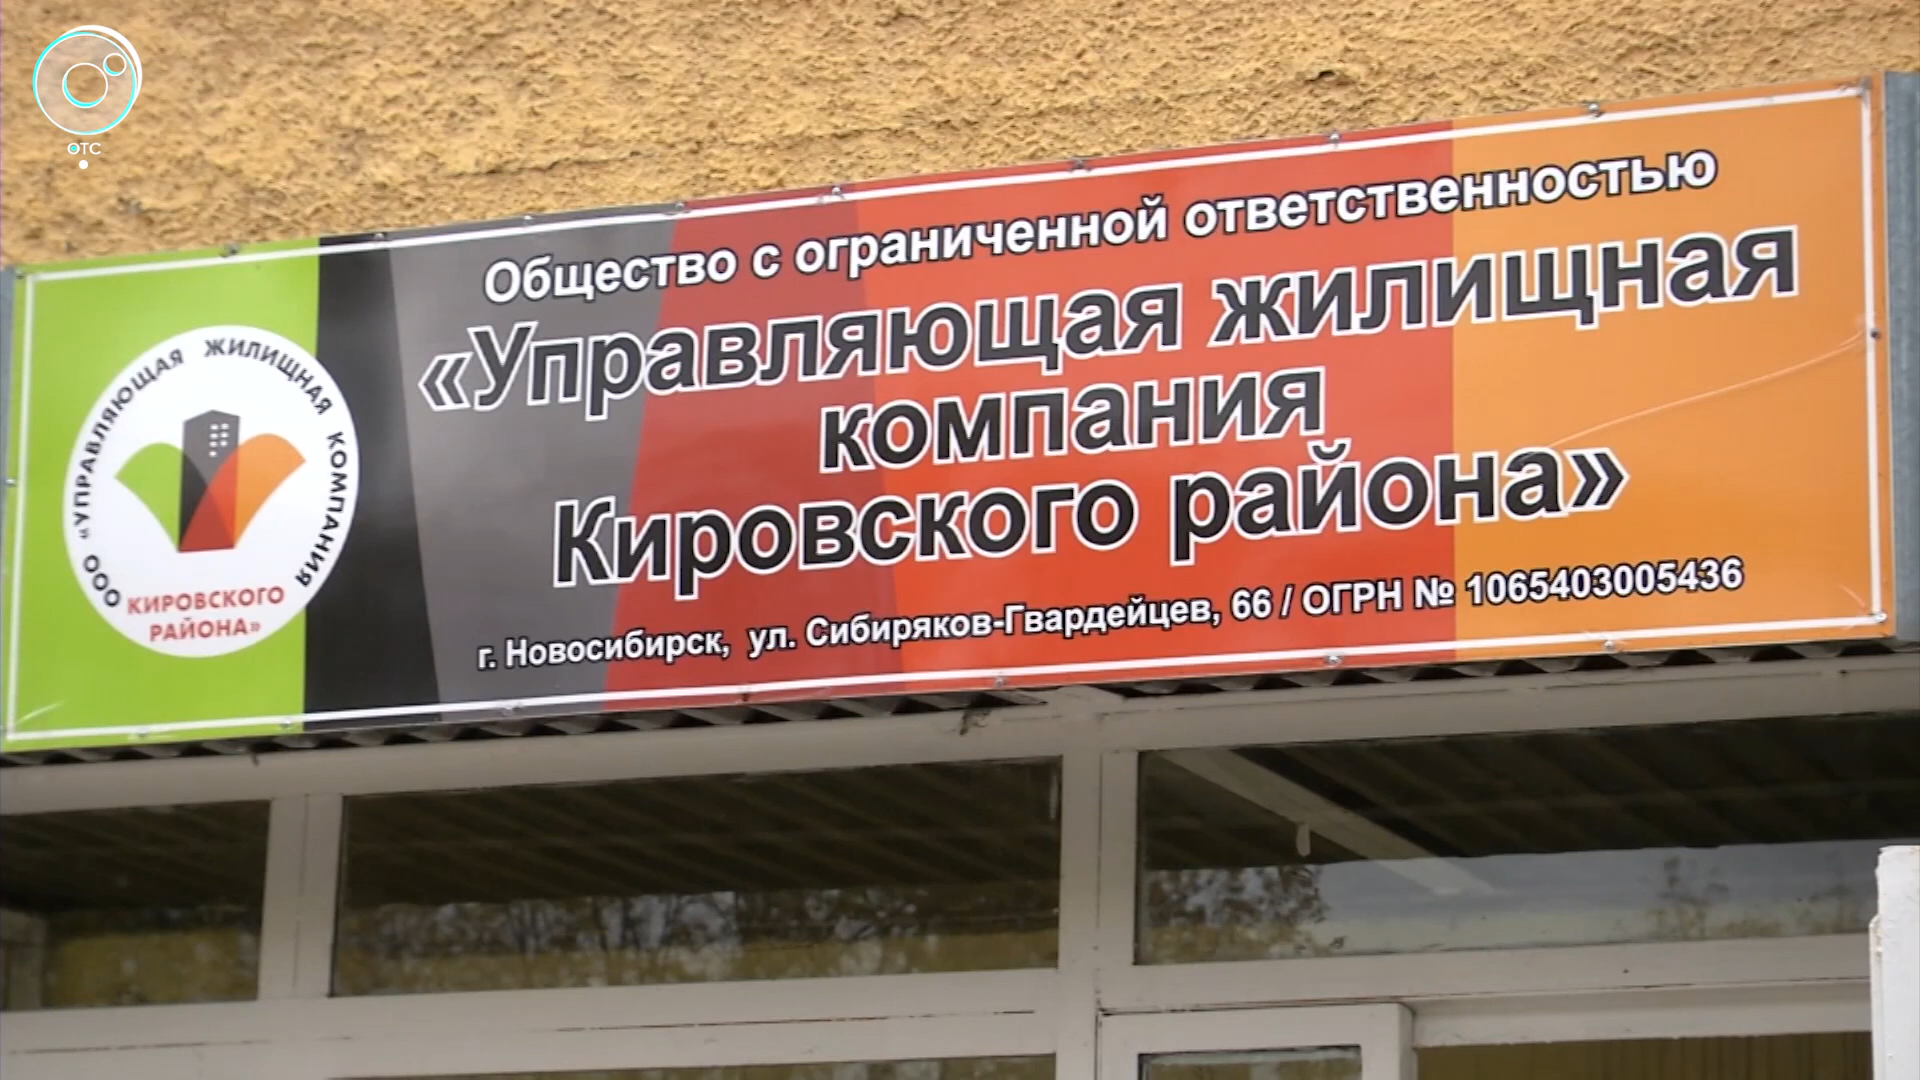 ОТС
Общество с ограниченной ответственностью
«Управляющая жилищная
компания
Кировского района»
г. Новосибирск, ул. Сибиряков-Гвардейцев, 66 / ОГРН № 1065403005436
ООО «УПРАВЛЯЮЩАЯ ЖИЛИЩНАЯ КОМПАНИЯ
КИРОВСКОГО
РАЙОНА»